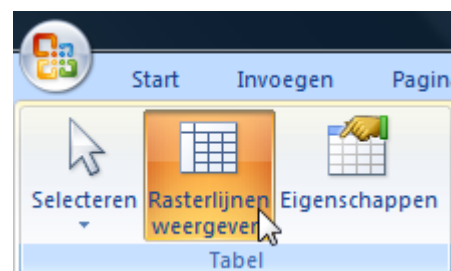 Start Invoegen Pagin
Selecteren Rasterlijnen Eigenschappen
weergeven
Tabel